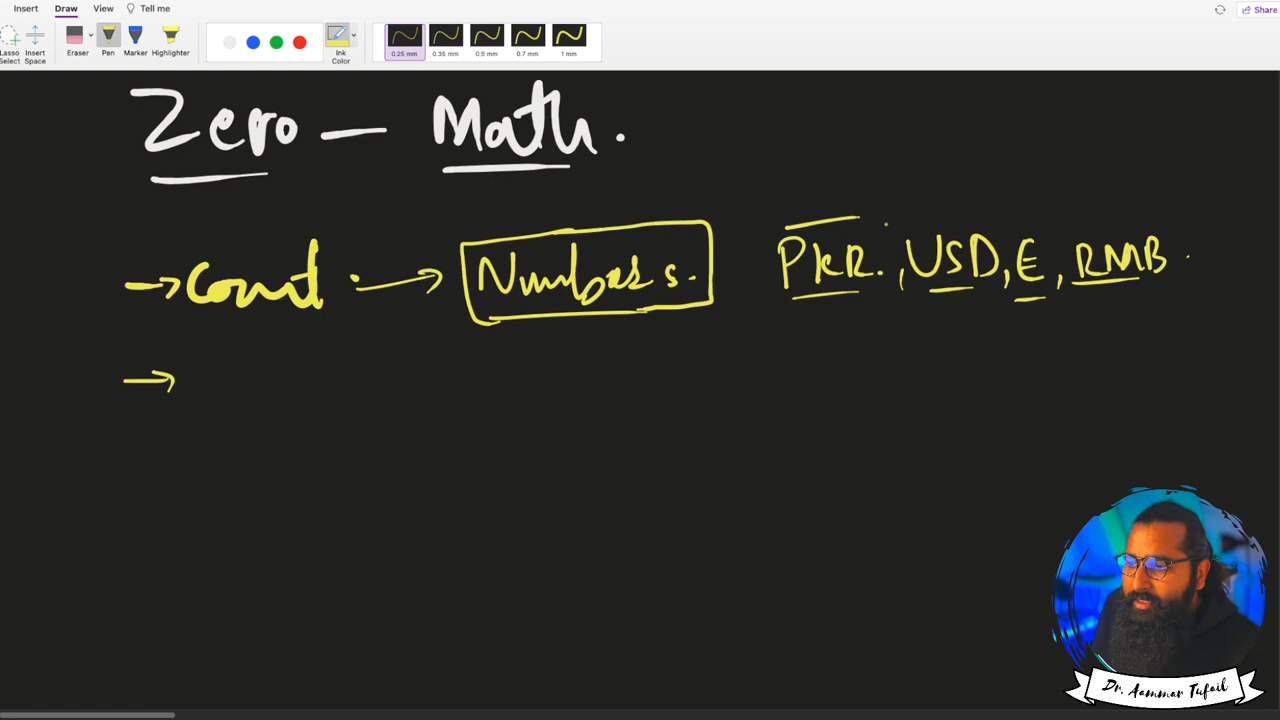 Insert Draw View Tell me Share
Lasso Select Insert Space Eraser Pen Marker Highlighter Ink Color 0.25 mm 0.35 mm 0.5 mm 0.7 mm 1 mm
Zero — Math.
→ Count . → Numbers. PKR. , USD, E , RMB .
→
Dr. Aammar Tufail